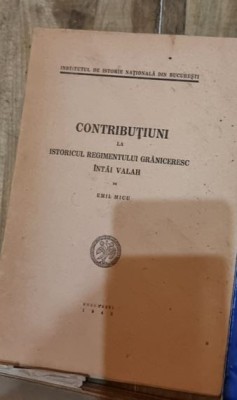 INSTITUTUL DE ISTORIE NAȚIONALĂ DIN BUCUREȘTI
CONTRIBUȚIUNI
LA
ISTORICUL REGIMENTULUI GRĂNICERESC
ÎNTÂI VALAH
DE
EMIL MICU
BUCUREȘTI